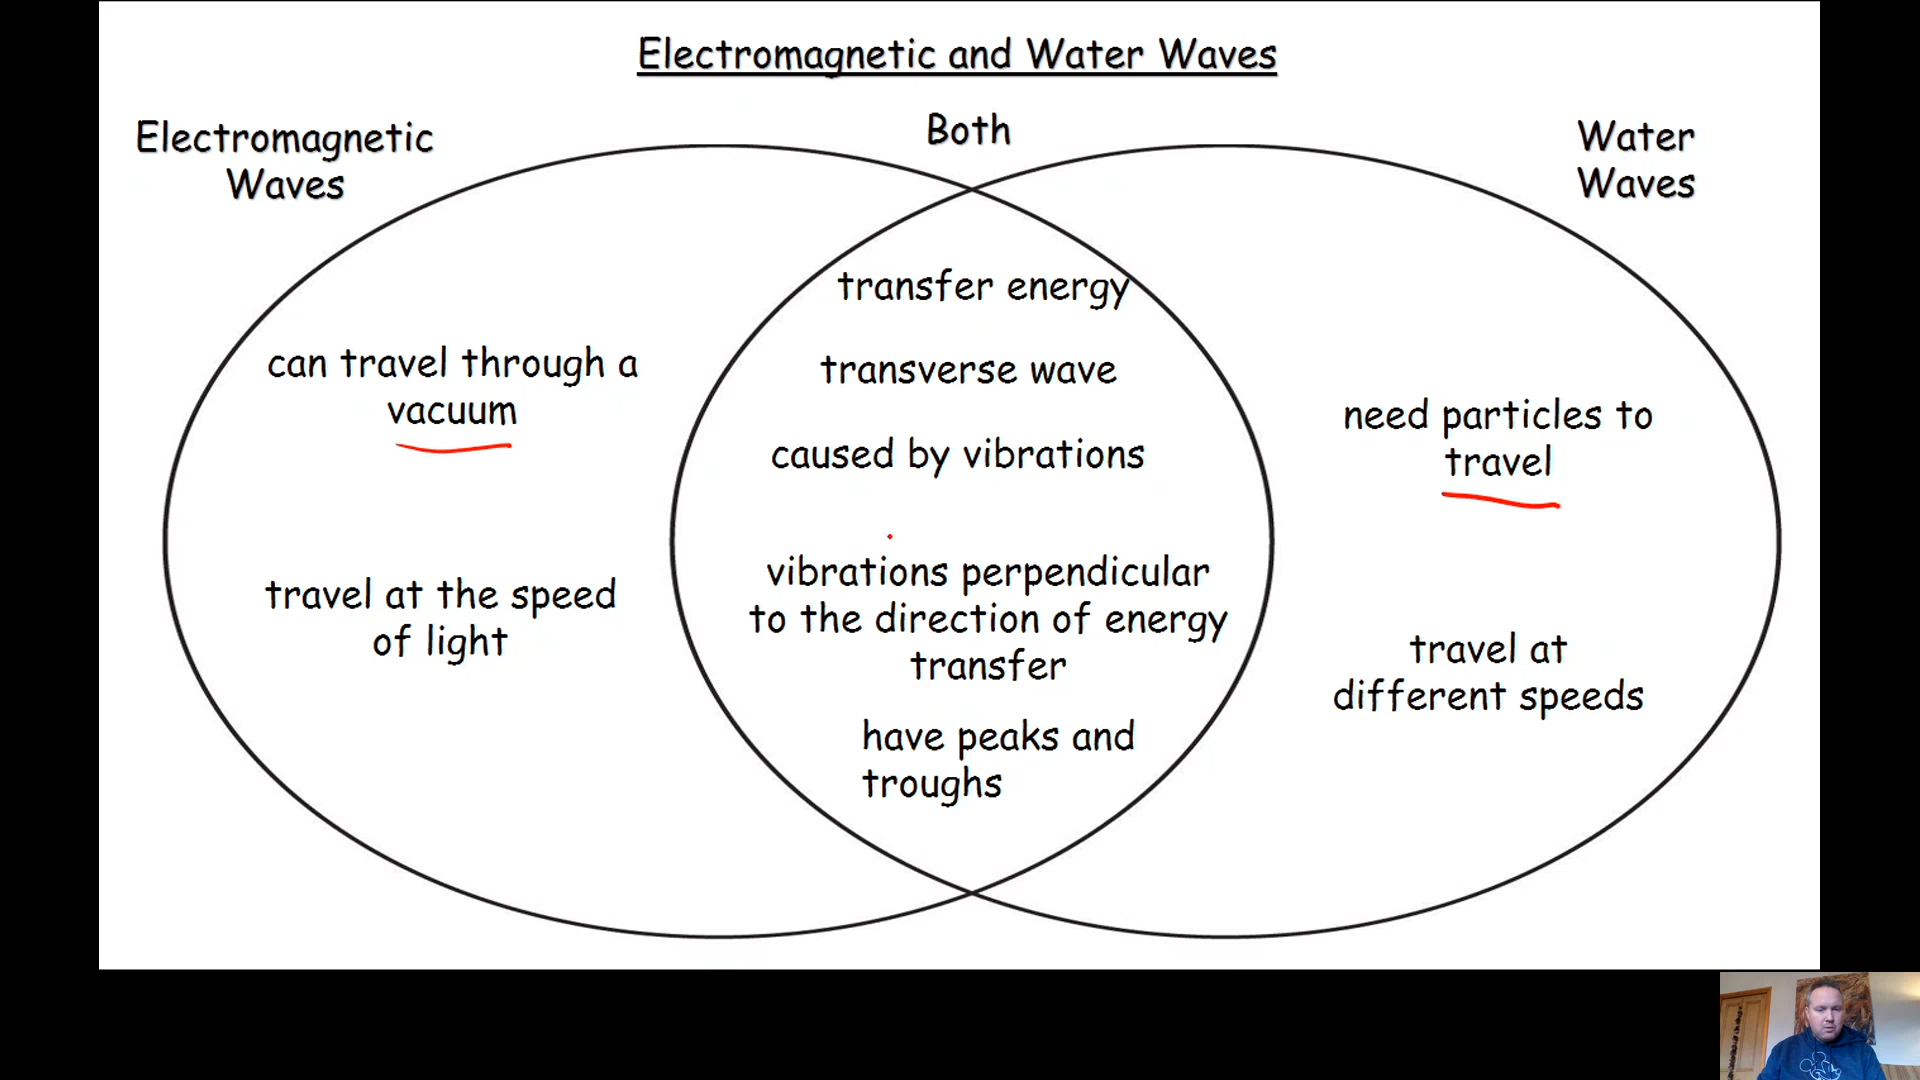 Electromagnetic and Water Waves
Electromagnetic
Waves
Both
Water
Waves
can travel through a
vacuum
travel at the speed
of light
transfer energy
transverse wave
caused by vibrations
vibrations perpendicular
to the direction of energy
transfer
have peaks and
troughs
need particles to
travel
travel at
different speeds